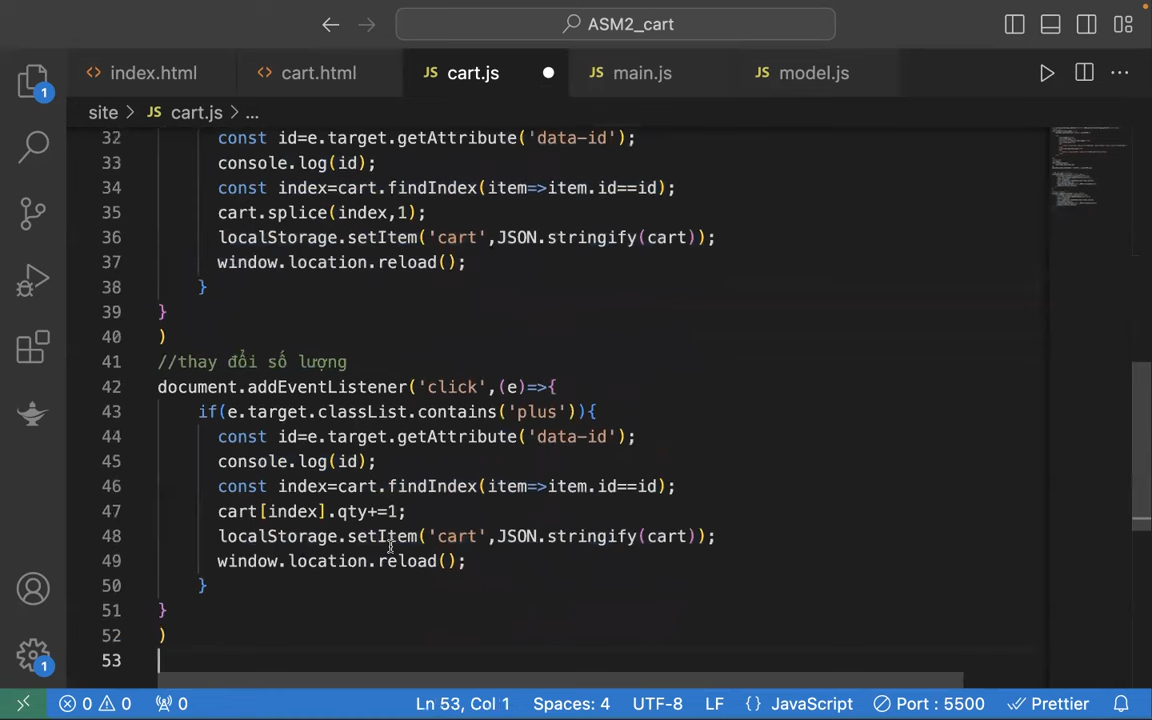 ASM2_cart
index.html
cart.html
JS cart.js
JS main.js
JS model.js
site > JS cart.js > ...
1
32 const id=e.target.getAttribute('data-id');
33 console.log(id);
34 const index=cart.findIndex(item=>item.id==id);
35 cart.splice(index,1);
36 localStorage.setItem('cart',JSON.stringify(cart));
37 window.location.reload();
38 }
39 }
40 )
41 //thay đổi số lượng
42 document.addEventListener('click',(e)=>{
43 if(e.target.classList.contains('plus')){
44 const id=e.target.getAttribute('data-id');
45 console.log(id);
46 const index=cart.findIndex(item=>item.id==id);
47 cart[index].qty+=1;
48 localStorage.setItem('cart',JSON.stringify(cart));
49 window.location.reload();
50 }
51 }
52 )
53
1
0 0 0 Ln 53, Col 1 Spaces: 4 UTF-8 LF {} JavaScript Port : 5500 Prettier